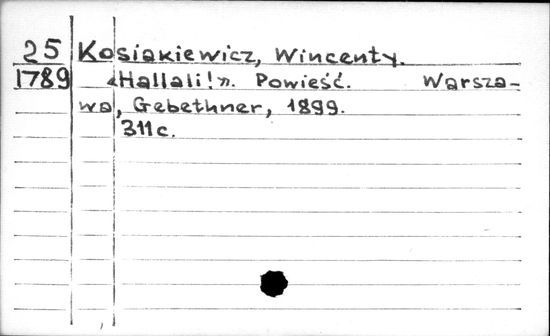 25 Kosiakiewicz, Wincenty.
1789 «Hallali!». Powieść. Warsza-
wa, Gebethner, 1899.
311 c.